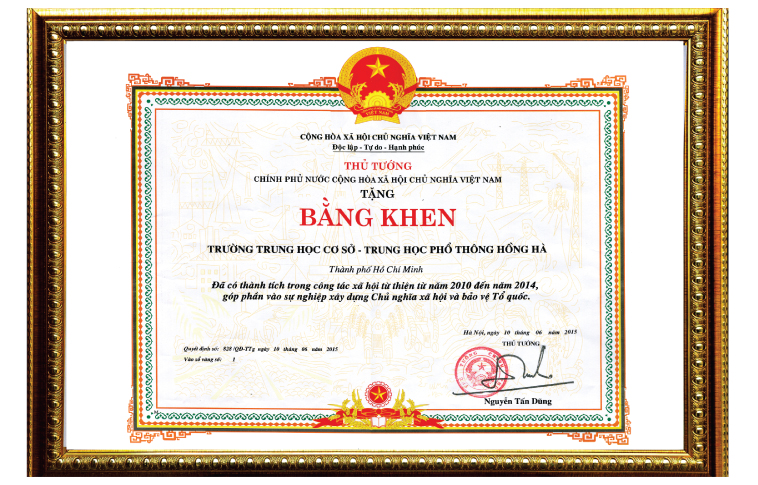 VIỆT NAM
CỘNG HÒA XÃ HỘI CHỦ NGHĨA VIỆT NAM
Độc lập - Tự do - Hạnh phúc
THỦ TƯỚNG
CHÍNH PHỦ NƯỚC CỘNG HÒA XÃ HỘI CHỦ NGHĨA VIỆT NAM
TẶNG
BẰNG KHEN
TRƯỜNG TRUNG HỌC CƠ SỞ - TRUNG HỌC PHỔ THÔNG HỒNG HÀ
Thành phố Hồ Chí Minh
Đã có thành tích trong công tác xã hội từ thiện từ năm 2010 đến năm 2014,
góp phần vào sự nghiệp xây dựng Chủ nghĩa xã hội và bảo vệ Tổ quốc.
Hà Nội, ngày 10 tháng 06 năm 2015
THỦ TƯỚNG
Quyết định số: 828 /QĐ-TTg ngày 10 tháng 06 năm 2015
Vào sổ vàng số: 1
Nguyễn Tấn Dũng